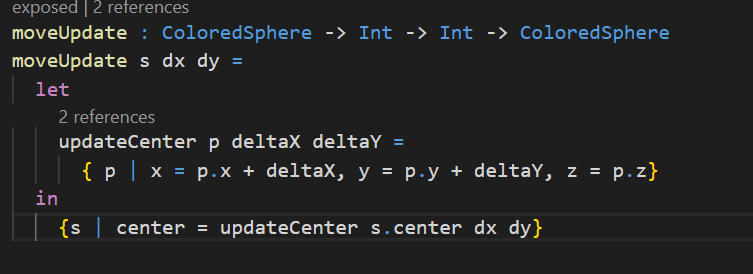 exposed | 2 references
moveUpdate : ColoredSphere -> Int -> Int -> ColoredSphere
moveUpdate s dx dy =
let
2 references
updateCenter p deltaX deltaY =
{ p | x = p.x + deltaX, y = p.y + deltaY, z = p.z}
in
{s | center = updateCenter s.center dx dy}